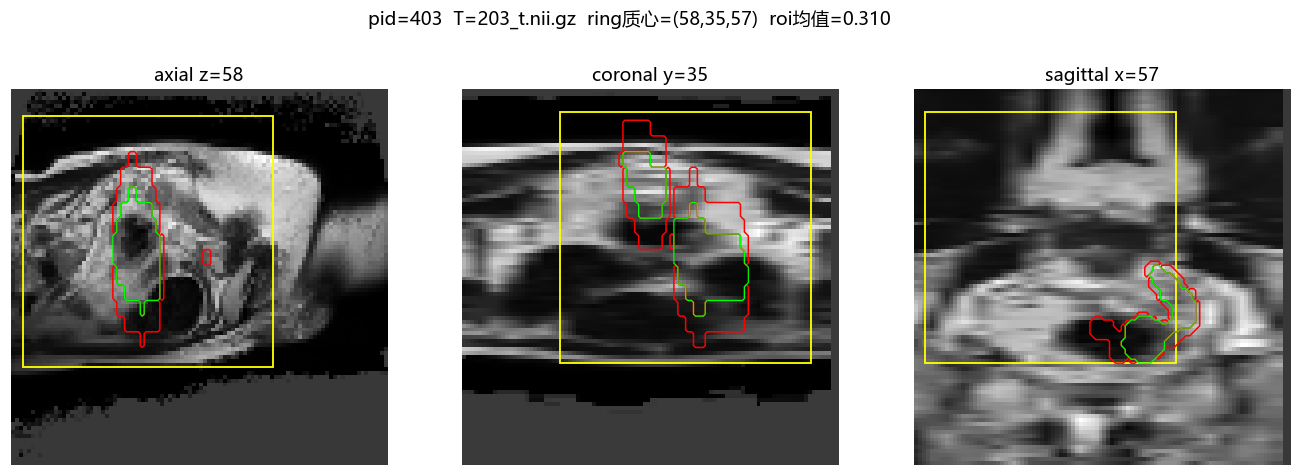 pid=403  T=203_t.nii.gz  ring质心=(58,35,57)  roi均值=0.310
axial z=58
coronal y=35
sagittal x=57